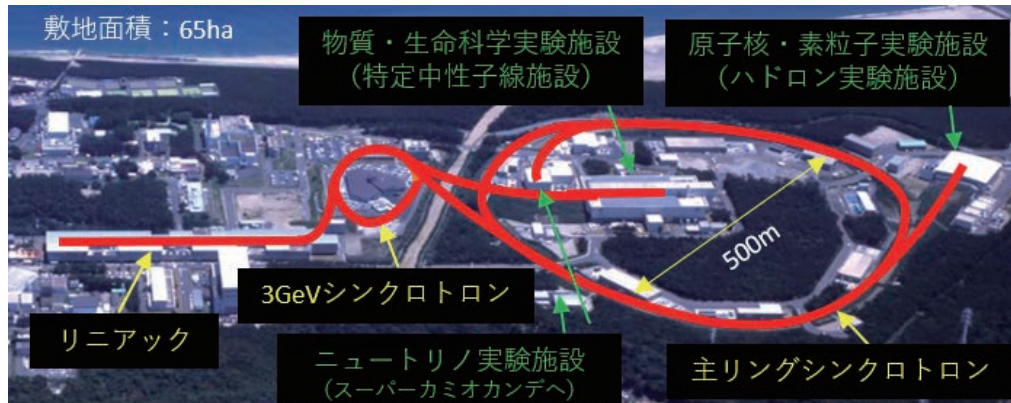 敷地面積：65ha
物質・生命科学実験施設
(特定中性子線施設)
原子核・素粒子実験施設
(ハドロン実験施設)
500m
3GeVシンクロトロン
リニアック
ニュートリノ実験施設
(スーパーカミオカンデへ)
主リングシンクロトロン